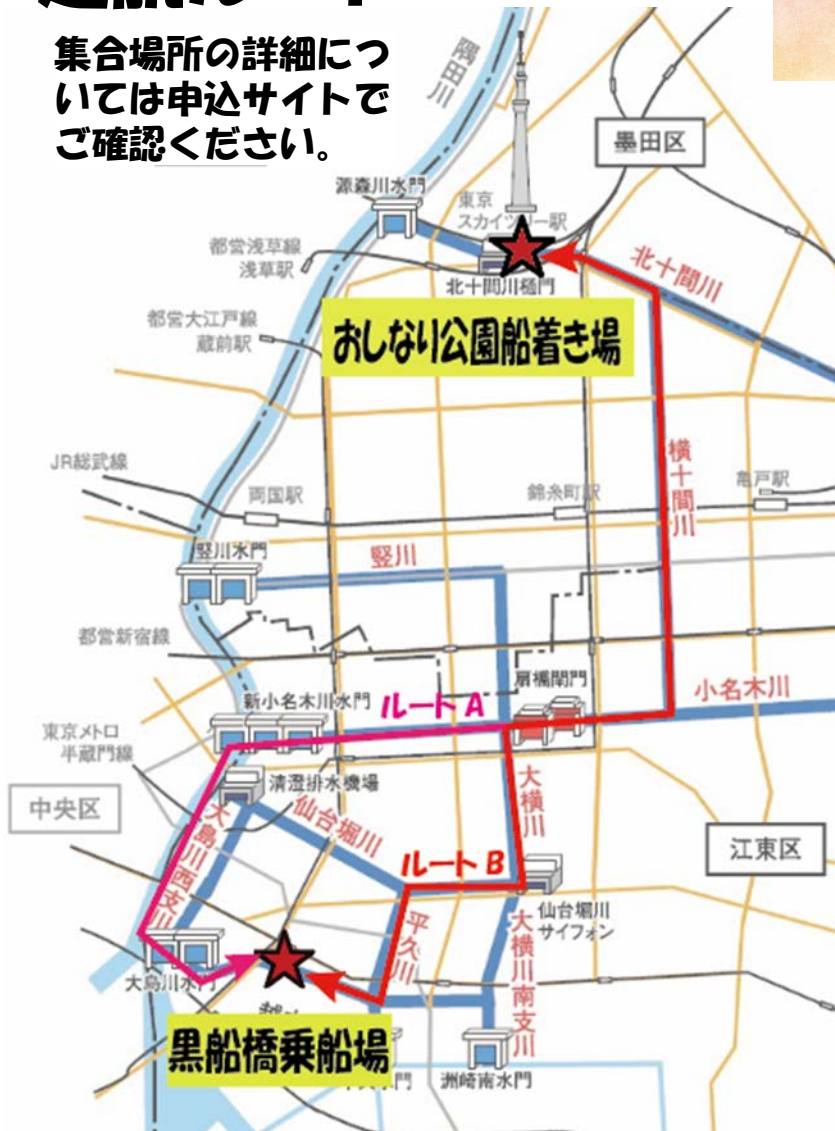 集合場所の詳細につ
いては申込サイトで
ご確認ください。
隅田川
墨田区
源森川水門
東京
スカイツリー駅
都営浅草線
浅草駅
北十間川樋門
北十間川
都営大江戸線
蔵前駅
おしなり公園船着き場
横十間川
JR総武線
両国駅
錦糸町駅
亀戸駅
竪川水門
竪川
都営新宿線
扇橋閘門
新小名木川水門
ルートA
小名木川
東京メトロ
半蔵門線
清澄排水機場
大横川
中央区
仙台堀川
大島川西支川
ルートB
江東区
仙台堀川
サイフォン
平久川
大横川南支川
大島川水門
黒船橋乗船場
水門
洲崎南水門